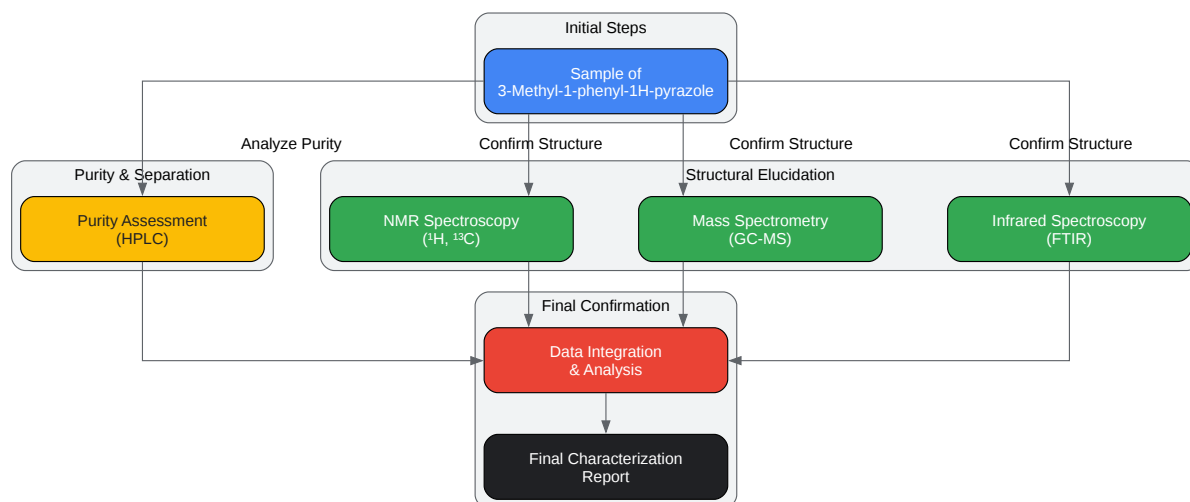 Initial Steps
Sample of
3-Methyl-1-phenyl-1H-pyrazole
Analyze Purity
Confirm Structure
Confirm Structure
Confirm Structure
Purity & Separation
Structural Elucidation
Purity Assessment
(HPLC)
NMR Spectroscopy
(¹H, ¹³C)
Mass Spectrometry
(GC-MS)
Infrared Spectroscopy
(FTIR)
Final Confirmation
Data Integration
& Analysis
Final Characterization
Report